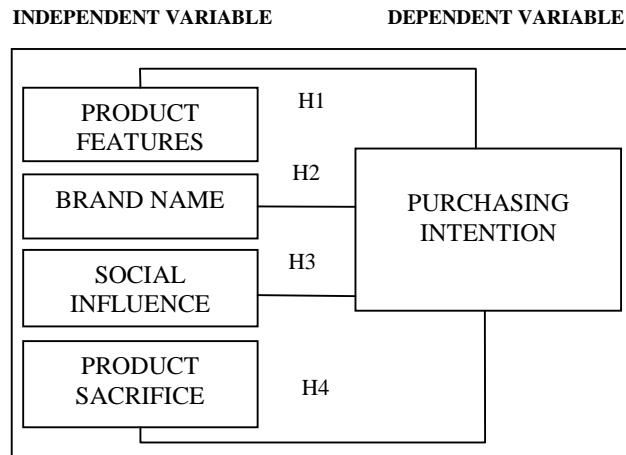 INDEPENDENT VARIABLE
DEPENDENT VARIABLE
PRODUCT
FEATURES
H1
BRAND NAME
H2
SOCIAL
INFLUENCE
H3
PRODUCT
SACRIFICE
H4
PURCHASING
INTENTION